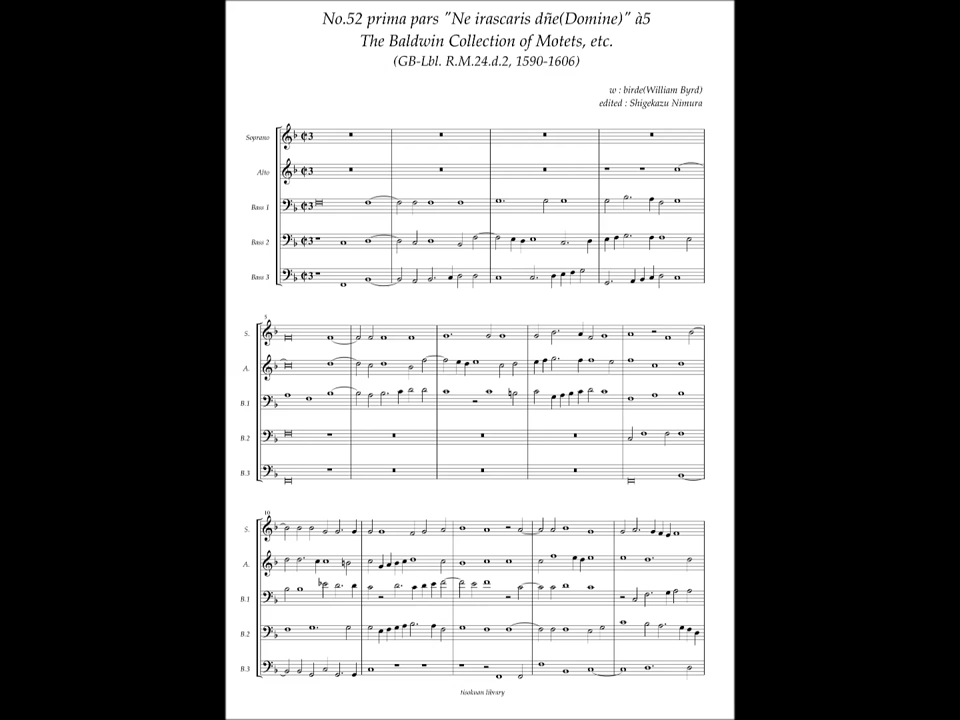 No.52 prima pars "Ne irascaris dñe(Domine)" à5
The Baldwin Collection of Motets, etc.
(GB-Lbl. R.M.24.d.2, 1590-1606)
w : birde(William Byrd)
edited : Shigekazu Nimura
Soprano
Alto
Bass 1
Bass 2
Bass 3
5
S.
A.
B.1
B.2
B.3
10
S.
A.
B.1
B.2
B.3
tsukuan library